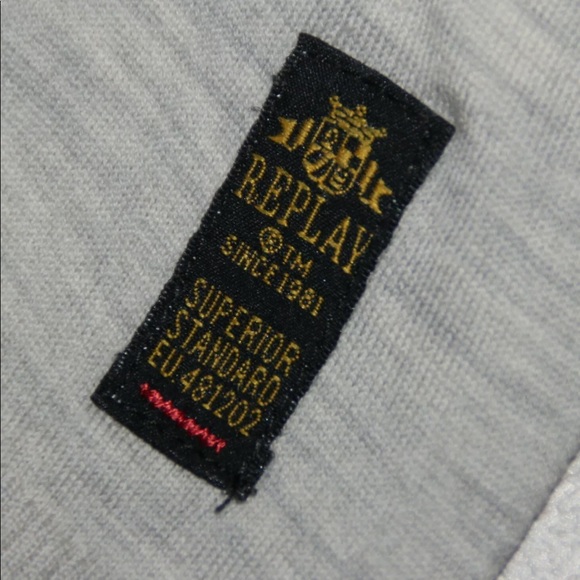 REPLAY
®TM
SINCE 1981
SUPERIOR
STANDARD
EU 481202